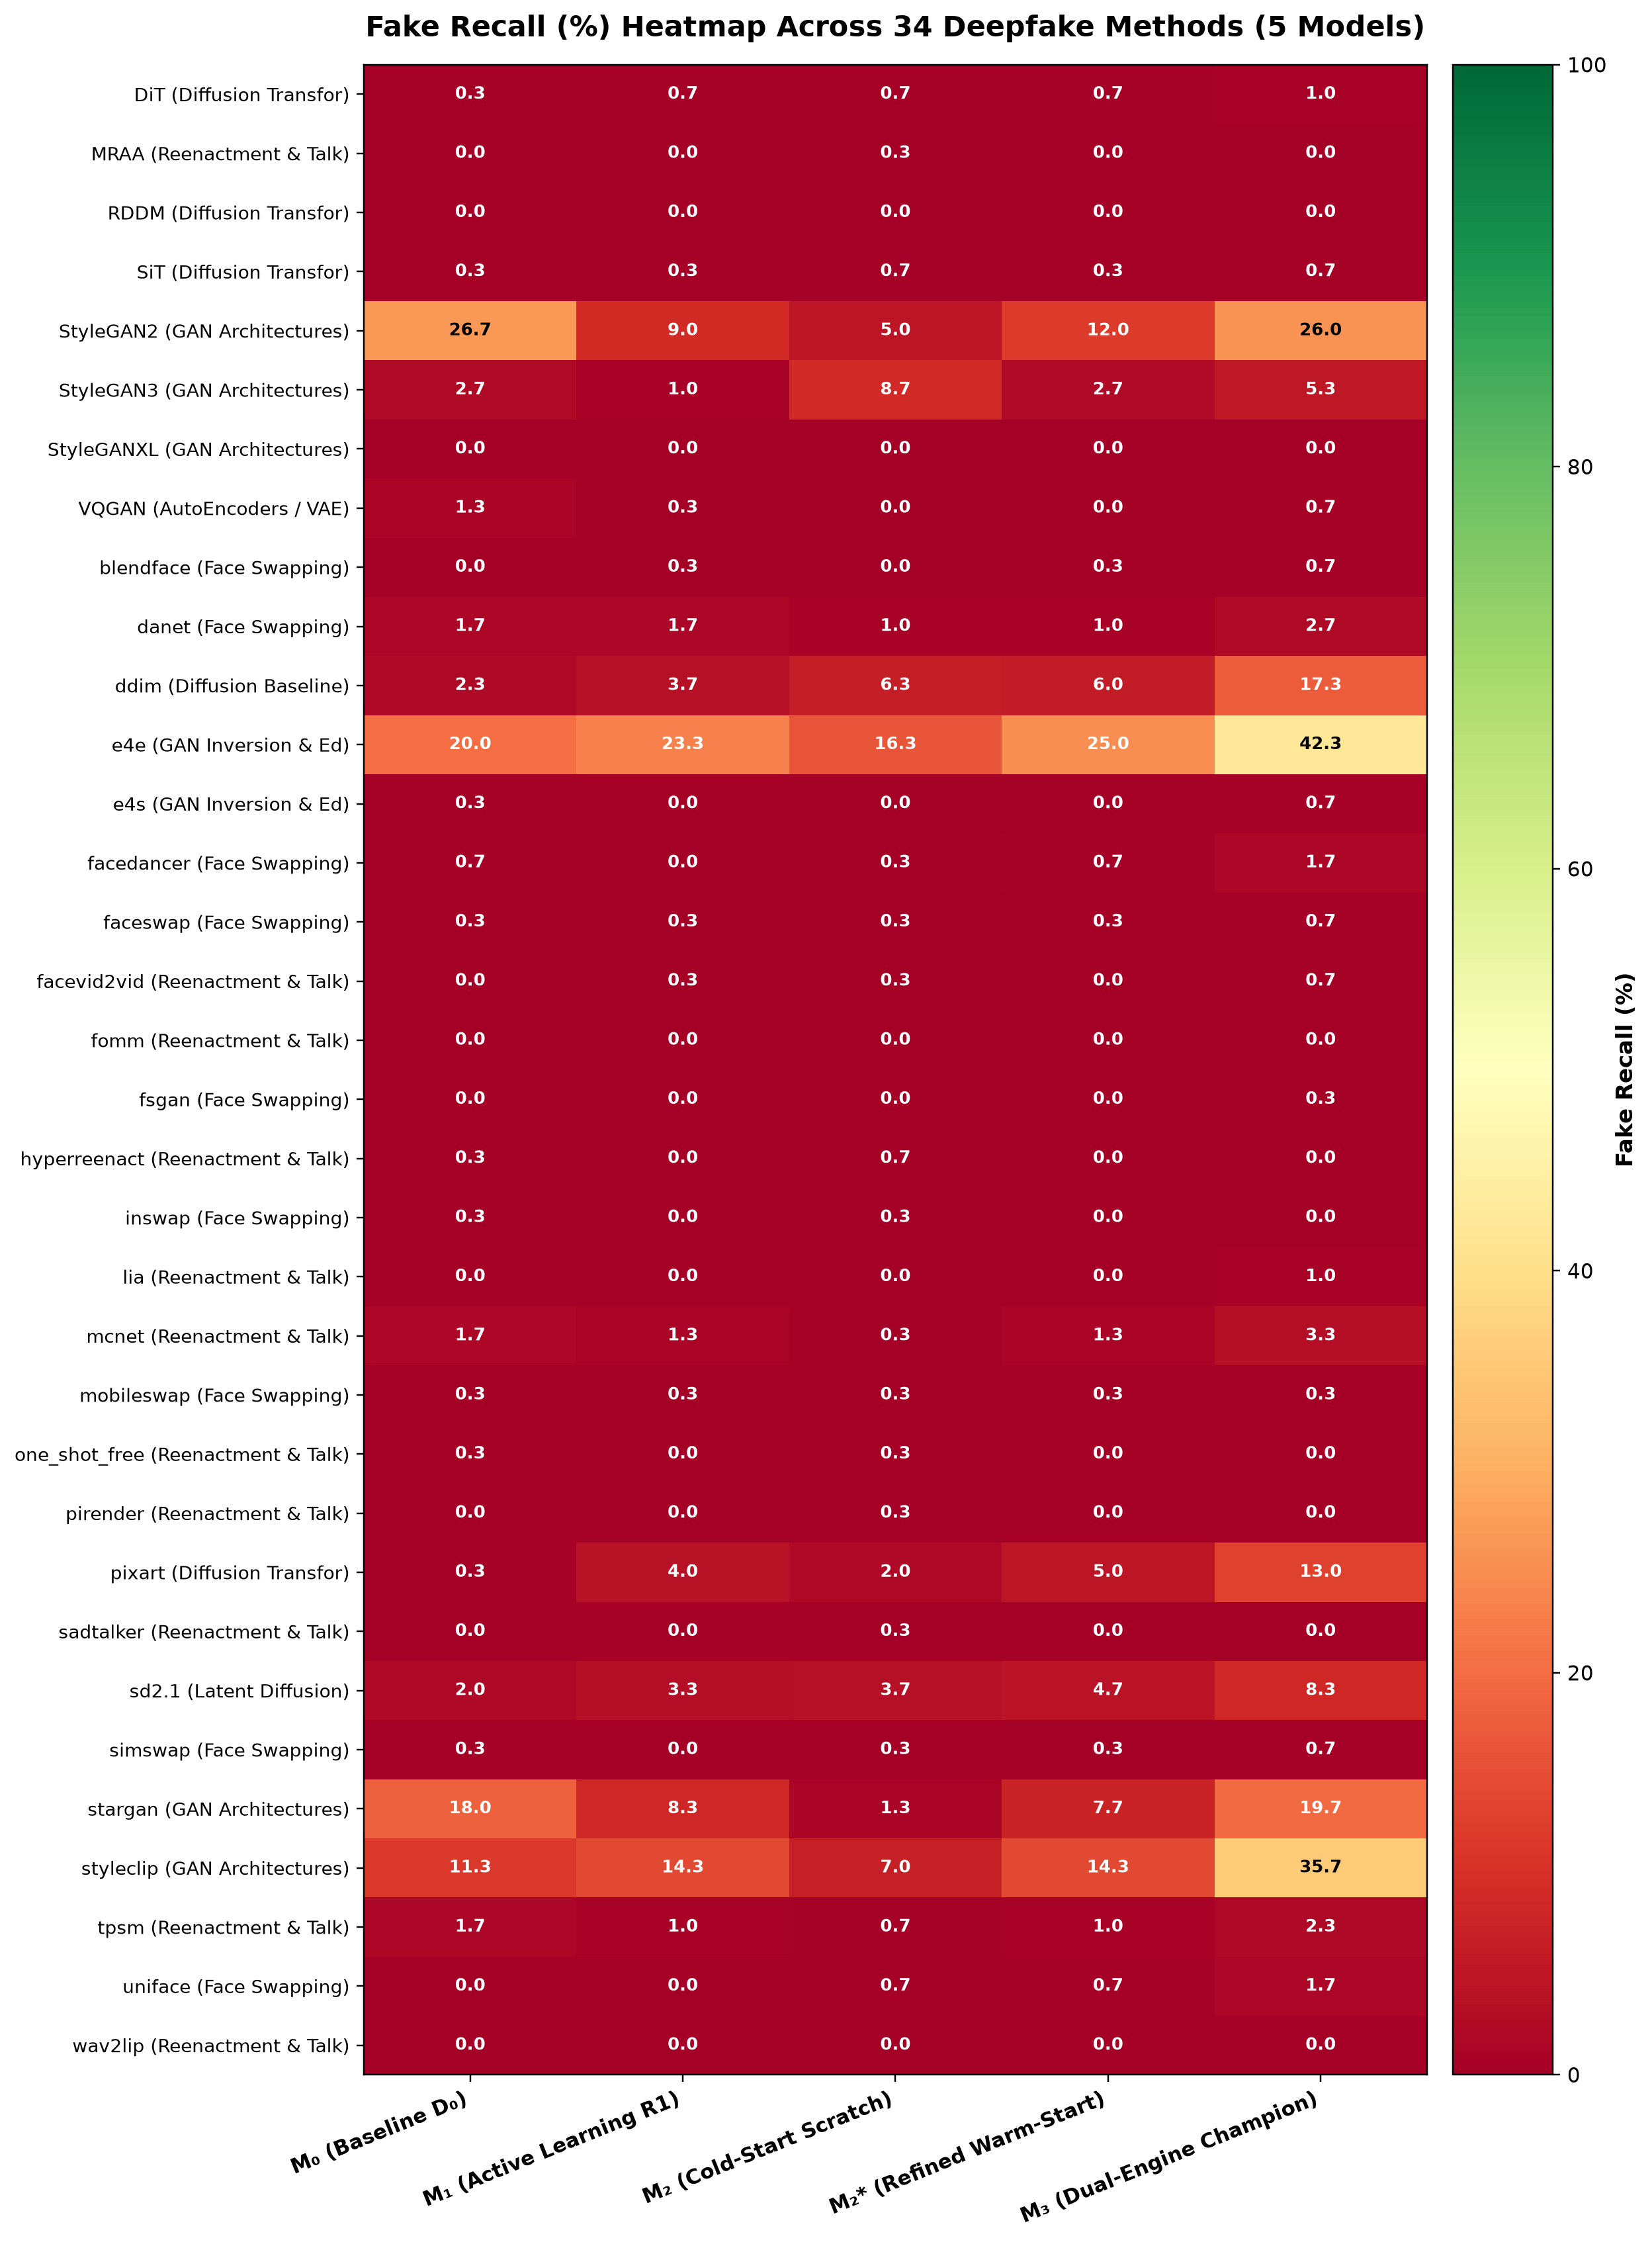 Fake Recall (%) Heatmap Across 34 Deepfake Methods (5 Models)
DiT (Diffusion Transfor) 0.3 0.7 0.7 0.7 1.0
MRAA (Reenactment & Talk) 0.0 0.0 0.3 0.0 0.0
RDDM (Diffusion Transfor) 0.0 0.0 0.0 0.0 0.0
SiT (Diffusion Transfor) 0.3 0.3 0.7 0.3 0.7
StyleGAN2 (GAN Architectures) 26.7 9.0 5.0 12.0 26.0
StyleGAN3 (GAN Architectures) 2.7 1.0 8.7 2.7 5.3
StyleGANXL (GAN Architectures) 0.0 0.0 0.0 0.0 0.0
VQGAN (AutoEncoders / VAE) 1.3 0.3 0.0 0.0 0.7
blendface (Face Swapping) 0.0 0.3 0.0 0.3 0.7
danet (Face Swapping) 1.7 1.7 1.0 1.0 2.7
ddim (Diffusion Baseline) 2.3 3.7 6.3 6.0 17.3
e4e (GAN Inversion & Ed) 20.0 23.3 16.3 25.0 42.3
e4s (GAN Inversion & Ed) 0.3 0.0 0.0 0.0 0.7
facedancer (Face Swapping) 0.7 0.0 0.3 0.7 1.7
faceswap (Face Swapping) 0.3 0.3 0.3 0.3 0.7
facevid2vid (Reenactment & Talk) 0.0 0.3 0.3 0.0 0.7
fomm (Reenactment & Talk) 0.0 0.0 0.0 0.0 0.0
fsgan (Face Swapping) 0.0 0.0 0.0 0.0 0.3
hyperreenact (Reenactment & Talk) 0.3 0.0 0.7 0.0 0.0
inswap (Face Swapping) 0.3 0.0 0.3 0.0 0.0
lia (Reenactment & Talk) 0.0 0.0 0.0 0.0 1.0
mcnet (Reenactment & Talk) 1.7 1.3 0.3 1.3 3.3
mobileswap (Face Swapping) 0.3 0.3 0.3 0.3 0.3
one_shot_free (Reenactment & Talk) 0.3 0.0 0.3 0.0 0.0
pirender (Reenactment & Talk) 0.0 0.0 0.3 0.0 0.0
pixart (Diffusion Transfor) 0.3 4.0 2.0 5.0 13.0
sadtalker (Reenactment & Talk) 0.0 0.0 0.3 0.0 0.0
sd2.1 (Latent Diffusion) 2.0 3.3 3.7 4.7 8.3
simswap (Face Swapping) 0.3 0.0 0.3 0.3 0.7
stargan (GAN Architectures) 18.0 8.3 1.3 7.7 19.7
styleclip (GAN Architectures) 11.3 14.3 7.0 14.3 35.7
tpsm (Reenactment & Talk) 1.7 1.0 0.7 1.0 2.3
uniface (Face Swapping) 0.0 0.0 0.7 0.7 1.7
wav2lip (Reenactment & Talk) 0.0 0.0 0.0 0.0 0.0
M₀ (Baseline D₀)
M₁ (Active Learning R1)
M₂ (Cold-Start Scratch)
M₂* (Refined Warm-Start)
M₃ (Dual-Engine Champion)
100
80
60
40
20
0
Fake Recall (%)